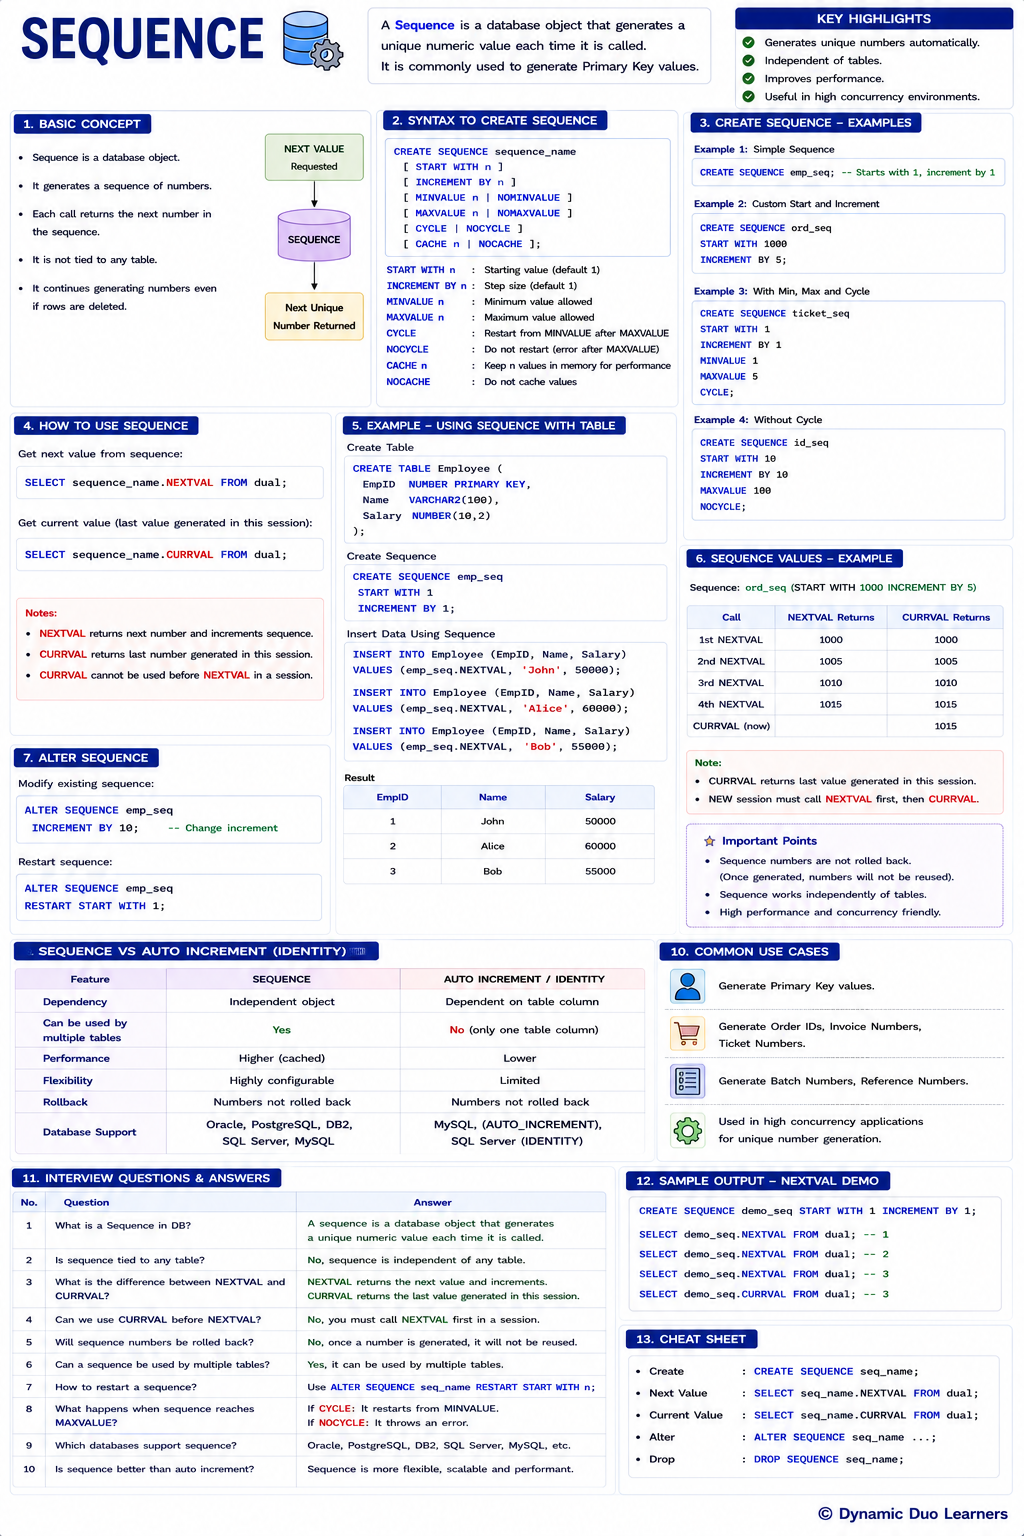 SEQUENCE
A Sequence is a database object that generates a
unique numeric value each time it is called.
It is commonly used to generate Primary Key values.
KEY HIGHLIGHTS
Generates unique numbers automatically.
Independent of tables.
Improves performance.
Useful in high concurrency environments.
1. BASIC CONCEPT
• Sequence is a database object.
• It generates a sequence of numbers.
• Each call returns the next number in
the sequence.
• It is not tied to any table.
• It continues generating numbers even
if rows are deleted.
NEXT VALUE
Requested
SEQUENCE
Next Unique
Number Returned
2. SYNTAX TO CREATE SEQUENCE
CREATE SEQUENCE sequence_name
[ START WITH n ]
[ INCREMENT BY n ]
[ MINVALUE n | NOMINVALUE ]
[ MAXVALUE n | NOMAXVALUE ]
[ CYCLE | NOCYCLE ]
[ CACHE n | NOCACHE ];
START WITH n : Starting value (default 1)
INCREMENT BY n : Step size (default 1)
MINVALUE n : Minimum value allowed
MAXVALUE n : Maximum value allowed
CYCLE : Restart from MINVALUE after MAXVALUE
NOCYCLE : Do not restart (error after MAXVALUE)
CACHE n : Keep n values in memory for performance
NOCACHE : Do not cache values
3. CREATE SEQUENCE – EXAMPLES
Example 1: Simple Sequence
CREATE SEQUENCE emp_seq; -- Starts with 1, increment by 1
Example 2: Custom Start and Increment
CREATE SEQUENCE ord_seq
START WITH 1000
INCREMENT BY 5;
Example 3: With Min, Max and Cycle
CREATE SEQUENCE ticket_seq
START WITH 1
INCREMENT BY 1
MINVALUE 1
MAXVALUE 5
CYCLE;
Example 4: Without Cycle
CREATE SEQUENCE id_seq
START WITH 10
INCREMENT BY 10
MAXVALUE 100
NOCYCLE;
4. HOW TO USE SEQUENCE
Get next value from sequence:
SELECT sequence_name.NEXTVAL FROM dual;
Get current value (last value generated in this session):
SELECT sequence_name.CURRVAL FROM dual;
Notes:
• NEXTVAL returns next number and increments sequence.
• CURRVAL returns last number generated in this session.
• CURRVAL cannot be used before NEXTVAL in a session.
5. EXAMPLE – USING SEQUENCE WITH TABLE
Create Table
CREATE TABLE Employee (
EmpID NUMBER PRIMARY KEY,
Name VARCHAR2(100),
Salary NUMBER(10,2)
);
Create Sequence
CREATE SEQUENCE emp_seq
START WITH 1
INCREMENT BY 1;
Insert Data Using Sequence
INSERT INTO Employee (EmpID, Name, Salary)
VALUES (emp_seq.NEXTVAL, 'John', 50000);
INSERT INTO Employee (EmpID, Name, Salary)
VALUES (emp_seq.NEXTVAL, 'Alice', 60000);
INSERT INTO Employee (EmpID, Name, Salary)
VALUES (emp_seq.NEXTVAL, 'Bob', 55000);
Result
EmpID Name Salary
1 John 50000
2 Alice 60000
3 Bob 55000
6. SEQUENCE VALUES – EXAMPLE
Sequence: ord_seq (START WITH 1000 INCREMENT BY 5)
Call NEXTVAL Returns CURRVAL Returns
1st NEXTVAL 1000 1000
2nd NEXTVAL 1005 1005
3rd NEXTVAL 1010 1010
4th NEXTVAL 1015 1015
CURRVAL (now) 1015
Note:
• CURRVAL returns last value generated in this session.
• NEW session must call NEXTVAL first, then CURRVAL.
Important Points
• Sequence numbers are not rolled back.
(Once generated, numbers will not be reused).
• Sequence works independently of tables.
• High performance and concurrency friendly.
7. ALTER SEQUENCE
Modify existing sequence:
ALTER SEQUENCE emp_seq
INCREMENT BY 10; -- Change increment
Restart sequence:
ALTER SEQUENCE emp_seq
RESTART START WITH 1;
. SEQUENCE VS AUTO INCREMENT (IDENTITY)
Feature SEQUENCE AUTO INCREMENT / IDENTITY
Dependency Independent object Dependent on table column
Can be used by
multiple tables Yes No (only one table column)
Performance Higher (cached) Lower
Flexibility Highly configurable Limited
Rollback Numbers not rolled back Numbers not rolled back
Database Support Oracle, PostgreSQL, DB2,
SQL Server, MySQL MySQL, (AUTO_INCREMENT),
SQL Server (IDENTITY)
10. COMMON USE CASES
Generate Primary Key values.
Generate Order IDs, Invoice Numbers,
Ticket Numbers.
Generate Batch Numbers, Reference Numbers.
Used in high concurrency applications
for unique number generation.
11. INTERVIEW QUESTIONS & ANSWERS
No. Question Answer
1 What is a Sequence in DB? A sequence is a database object that generates
a unique numeric value each time it is called.
2 Is sequence tied to any table? No, sequence is independent of any table.
3 What is the difference between NEXTVAL and
CURRVAL? NEXTVAL returns the next value and increments.
CURRVAL returns the last value generated in this session.
4 Can we use CURRVAL before NEXTVAL? No, you must call NEXTVAL first in a session.
5 Will sequence numbers be rolled back? No, once a number is generated, it will not be reused.
6 Can a sequence be used by multiple tables? Yes, it can be used by multiple tables.
7 How to restart a sequence? Use ALTER SEQUENCE seq_name RESTART START WITH n;
8 What happens when sequence reaches
MAXVALUE? If CYCLE: It restarts from MINVALUE.
If NOCYCLE: It throws an error.
9 Which databases support sequence? Oracle, PostgreSQL, DB2, SQL Server, MySQL, etc.
10 Is sequence better than auto increment? Sequence is more flexible, scalable and performant.
12. SAMPLE OUTPUT – NEXTVAL DEMO
CREATE SEQUENCE demo_seq START WITH 1 INCREMENT BY 1;
SELECT demo_seq.NEXTVAL FROM dual; -- 1
SELECT demo_seq.NEXTVAL FROM dual; -- 2
SELECT demo_seq.NEXTVAL FROM dual; -- 3
SELECT demo_seq.CURRVAL FROM dual; -- 3
13. CHEAT SHEET
• Create : CREATE SEQUENCE seq_name;
• Next Value : SELECT seq_name.NEXTVAL FROM dual;
• Current Value : SELECT seq_name.CURRVAL FROM dual;
• Alter : ALTER SEQUENCE seq_name ...;
• Drop : DROP SEQUENCE seq_name;
© Dynamic Duo Learners